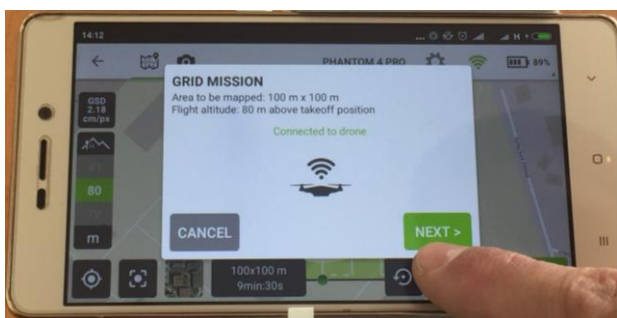 14:12
PHANTOM 4 PRO
89%
GRID MISSION
Area to be mapped: 100 m x 100 m
Flight altitude: 80 m above takeoff position
Connected to drone
GSD
2.18
cm/px
80
m
CANCEL
NEXT >
100x100 m
9min:30s